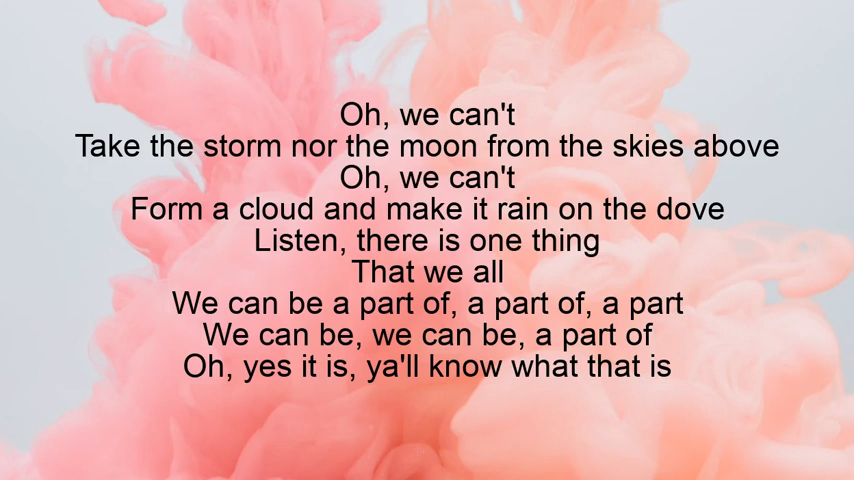 Oh, we can't
Take the storm nor the moon from the skies above
Oh, we can't
Form a cloud and make it rain on the dove
Listen, there is one thing
That we all
We can be a part of, a part of, a part
We can be, we can be, a part of
Oh, yes it is, ya'll know what that is